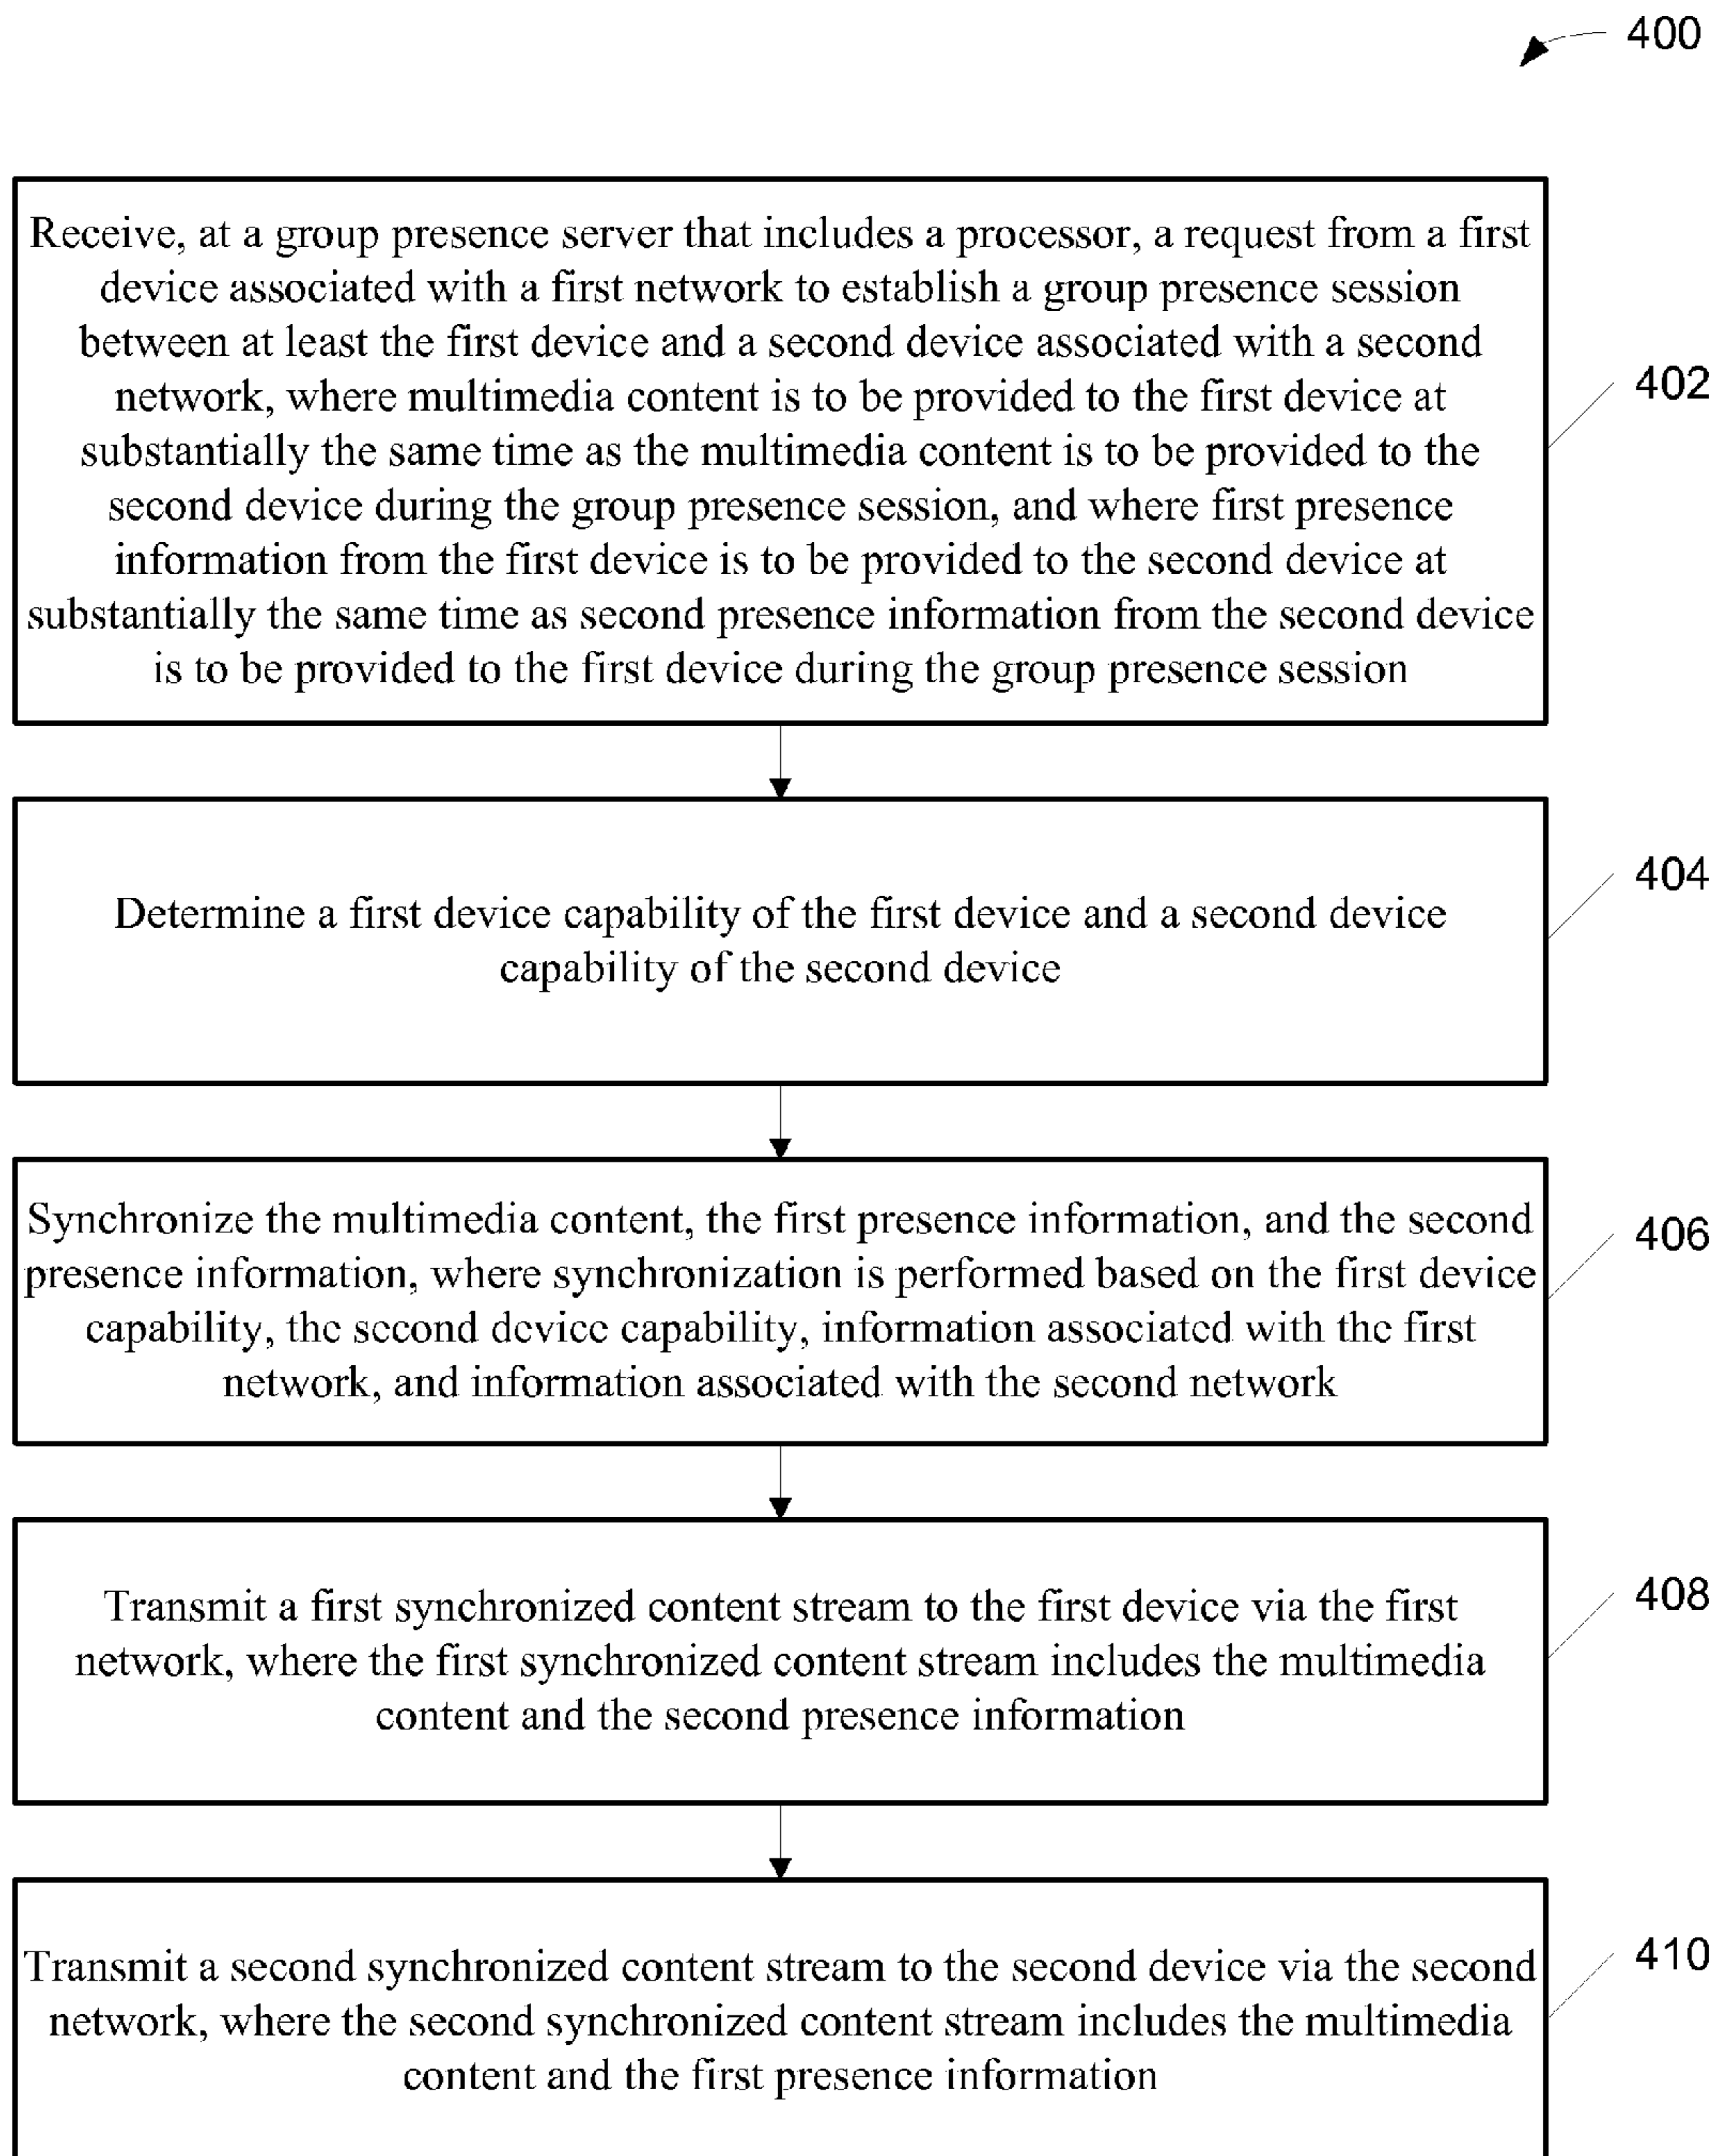 400
Receive, at a group presence server that includes a processor, a request from a first
device associated with a first network to establish a group presence session
between at least the first device and a second device associated with a second
network, where multimedia content is to be provided to the first device at
substantially the same time as the multimedia content is to be provided to the
second device during the group presence session, and where first presence
information from the first device is to be provided to the second device at
substantially the same time as second presence information from the second device
is to be provided to the first device during the group presence session
402
Determine a first device capability of the first device and a second device
capability of the second device
404
Synchronize the multimedia content, the first presence information, and the second
presence information, where synchronization is performed based on the first device
capability, the second device capability, information associated with the first
network, and information associated with the second network
406
Transmit a first synchronized content stream to the first device via the first
network, where the first synchronized content stream includes the multimedia
content and the second presence information
408
Transmit a second synchronized content stream to the second device via the second
network, where the second synchronized content stream includes the multimedia
content and the first presence information
410